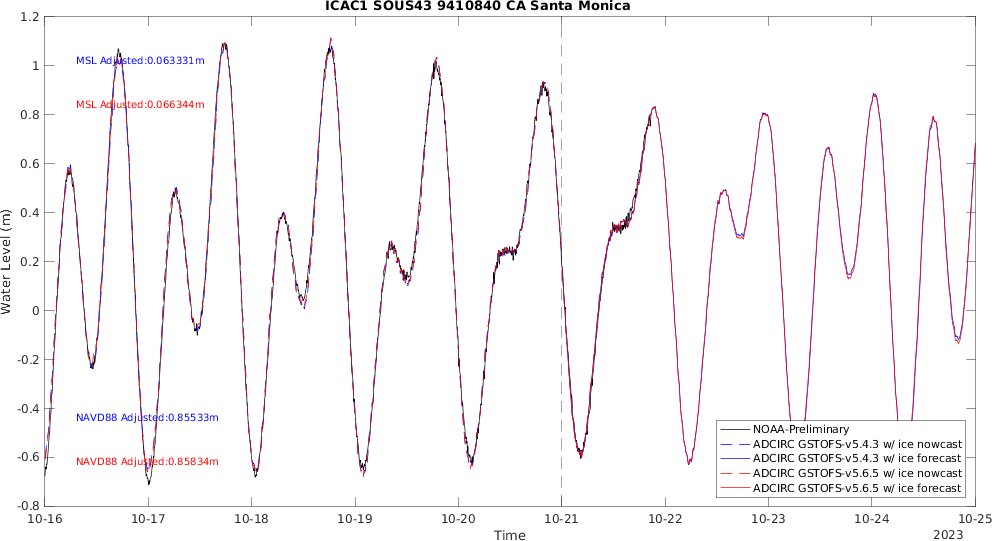 ICAC1 SOUS43 9410840 CA Santa Monica
1.2
1
0.8
0.6
0.4
0.2
0
-0.2
-0.4
-0.6
-0.8
Water Level (m)
MSL Adjusted:0.063331m
MSL Adjusted:0.066344m
NAVD88 Adjusted:0.85533m
NAVD88 Adjusted:0.85834m
NOAA-Preliminary
ADCIRC GSTOFS-v5.4.3 w/ ice nowcast
ADCIRC GSTOFS-v5.4.3 w/ ice forecast
ADCIRC GSTOFS-v5.6.5 w/ ice nowcast
ADCIRC GSTOFS-v5.6.5 w/ ice forecast
10-16 10-17 10-18 10-19 10-20 10-21 10-22 10-23 10-24 10-25
Time
2023